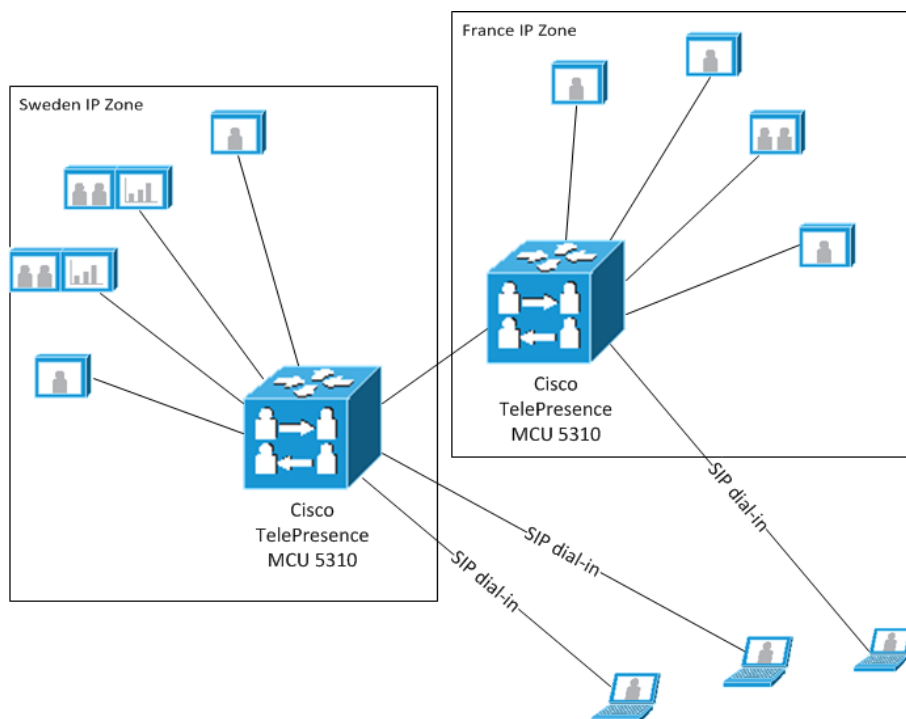 France IP Zone
Sweden IP Zone
Cisco
TelePresence
MCU 5310
Cisco
TelePresence
MCU 5310
SIP dial-in
SIP dial-in
SIP dial-in